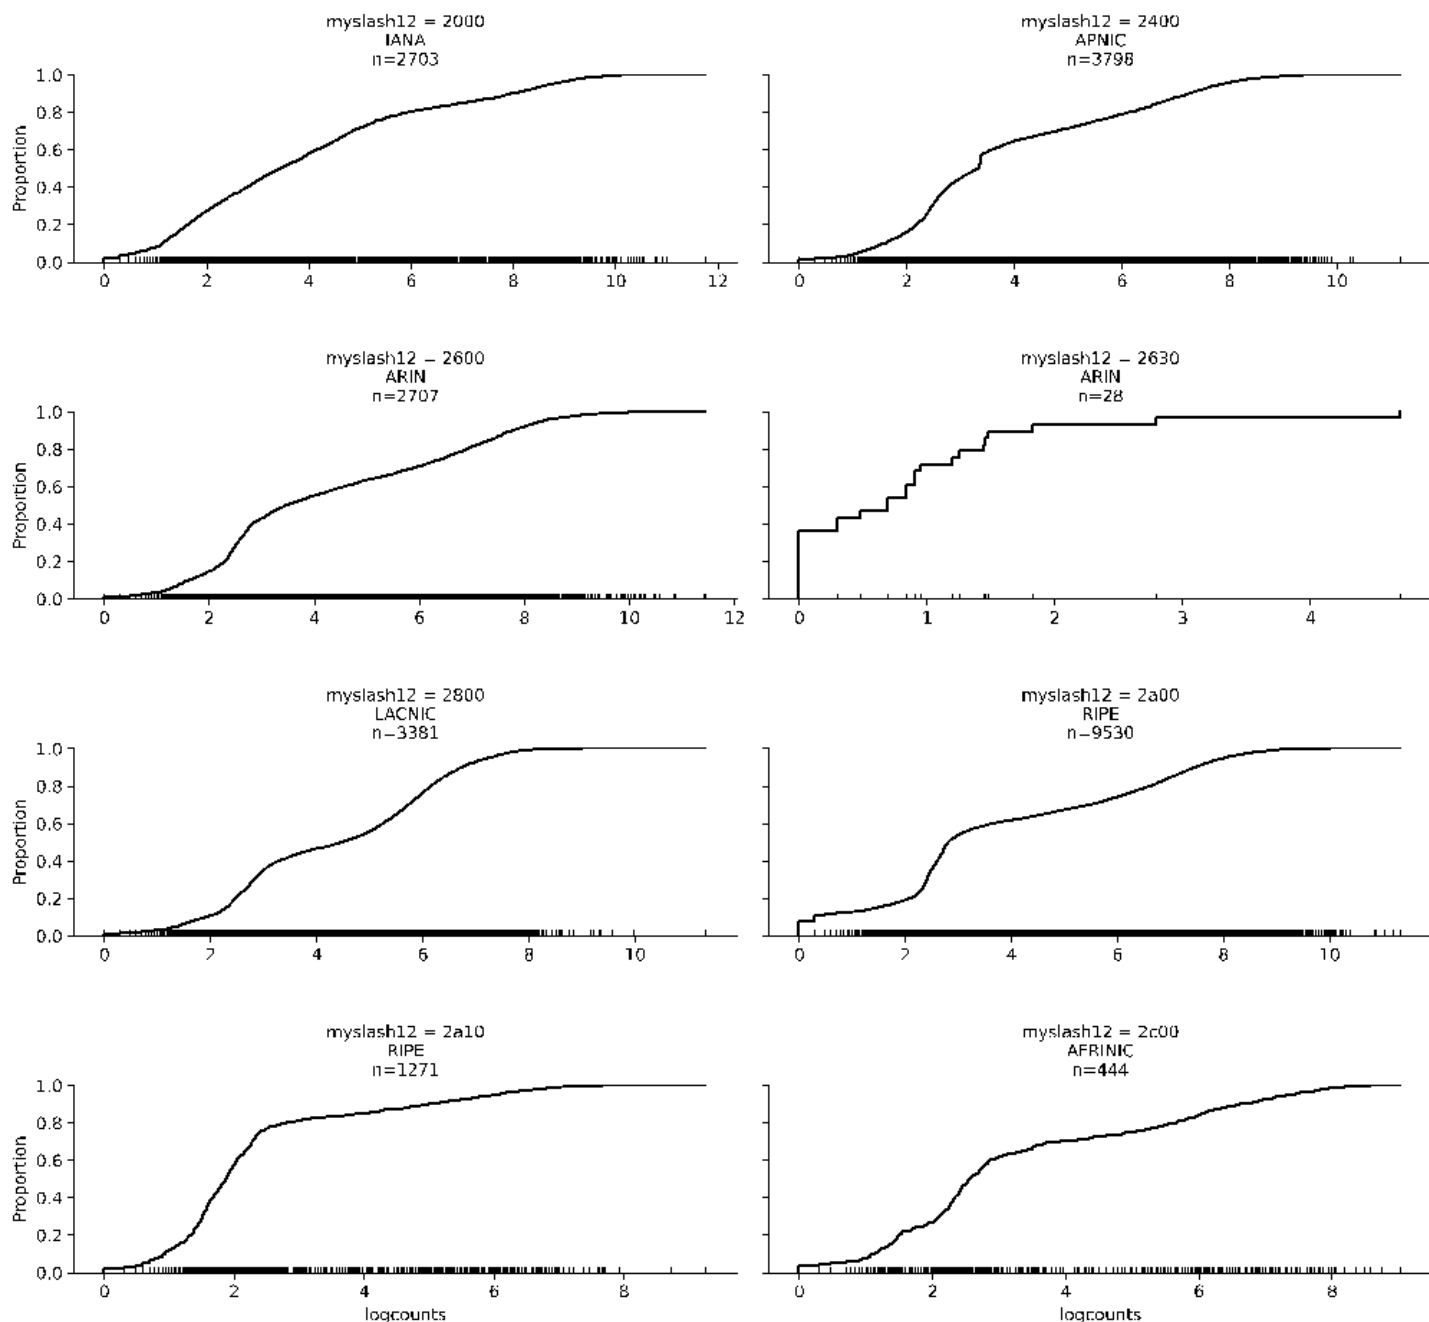 myslash12 = 2000
IANA
n=2703
myslash12 = 2400
APNIC
n=3798
Proportion
1.0
0.8
0.6
0.4
0.2
0.0
0 2 4 6 8 10 12
0 2 4 6 8 10
myslash12 = 2600
ARIN
n=2707
myslash12 = 2630
ARIN
n=28
Proportion
1.0
0.8
0.6
0.4
0.2
0.0
0 2 4 6 8 10 12
0 1 2 3 4
myslash12 = 2800
LACNIC
n=3381
myslash12 = 2a00
RIPE
n=9530
Proportion
1.0
0.8
0.6
0.4
0.2
0.0
0 2 4 6 8 10
0 2 4 6 8 10
myslash12 = 2a10
RIPE
n=1271
myslash12 = 2c00
AFRINIC
n=444
Proportion
1.0
0.8
0.6
0.4
0.2
0.0
0 2 4 6 8
0 2 4 6 8
logcounts
logcounts